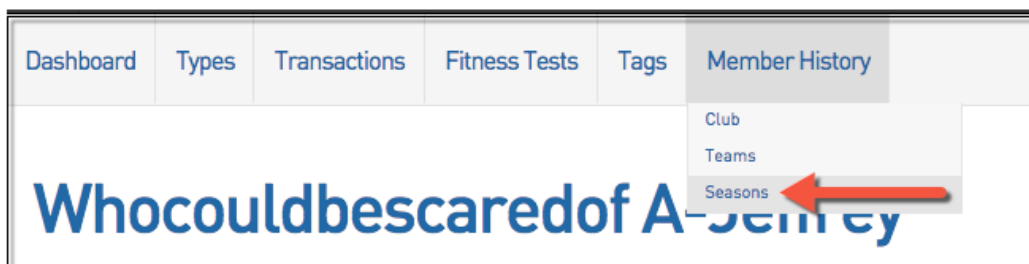 Dashboard Types Transactions Fitness Tests Tags Member History
Club
Teams
Seasons
Whocouldbescaredof A-Jeffrey